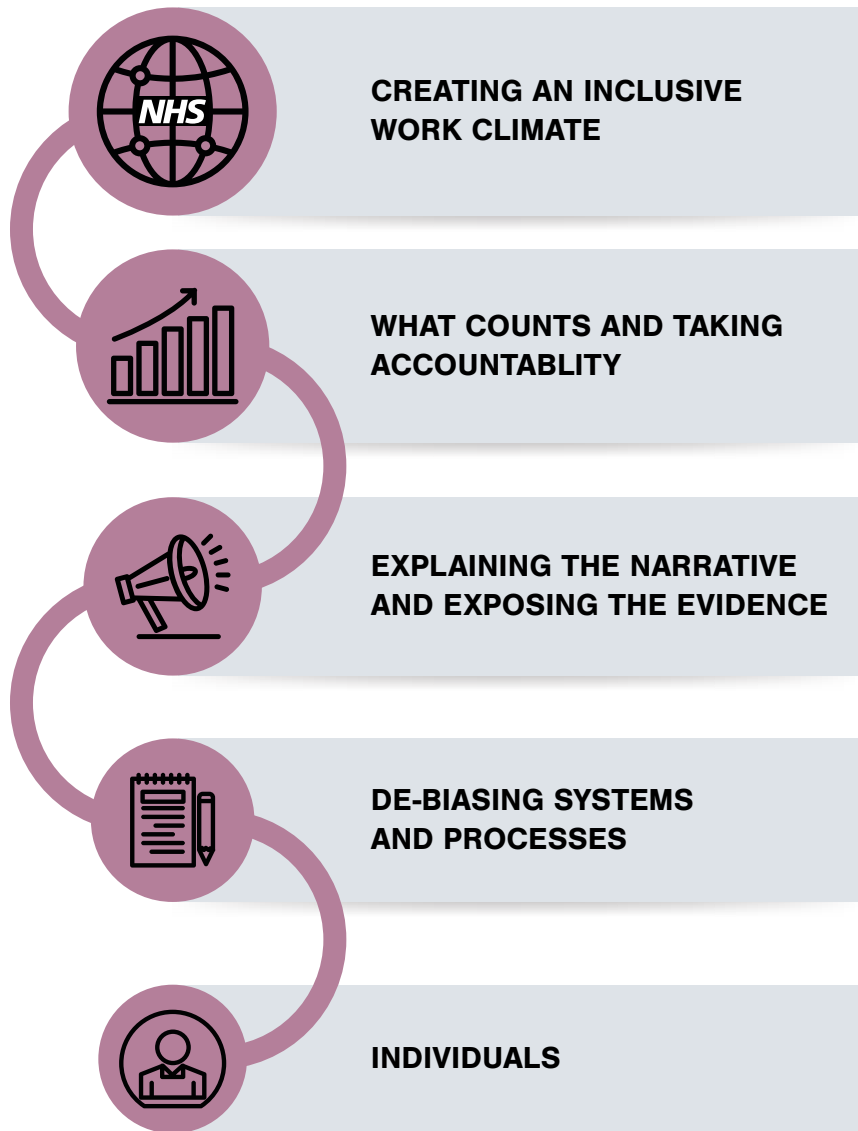 NHS
CREATING AN INCLUSIVE
WORK CLIMATE
WHAT COUNTS AND TAKING
ACCOUNTABLITY
EXPLAINING THE NARRATIVE
AND EXPOSING THE EVIDENCE
DE-BIASING SYSTEMS
AND PROCESSES
INDIVIDUALS